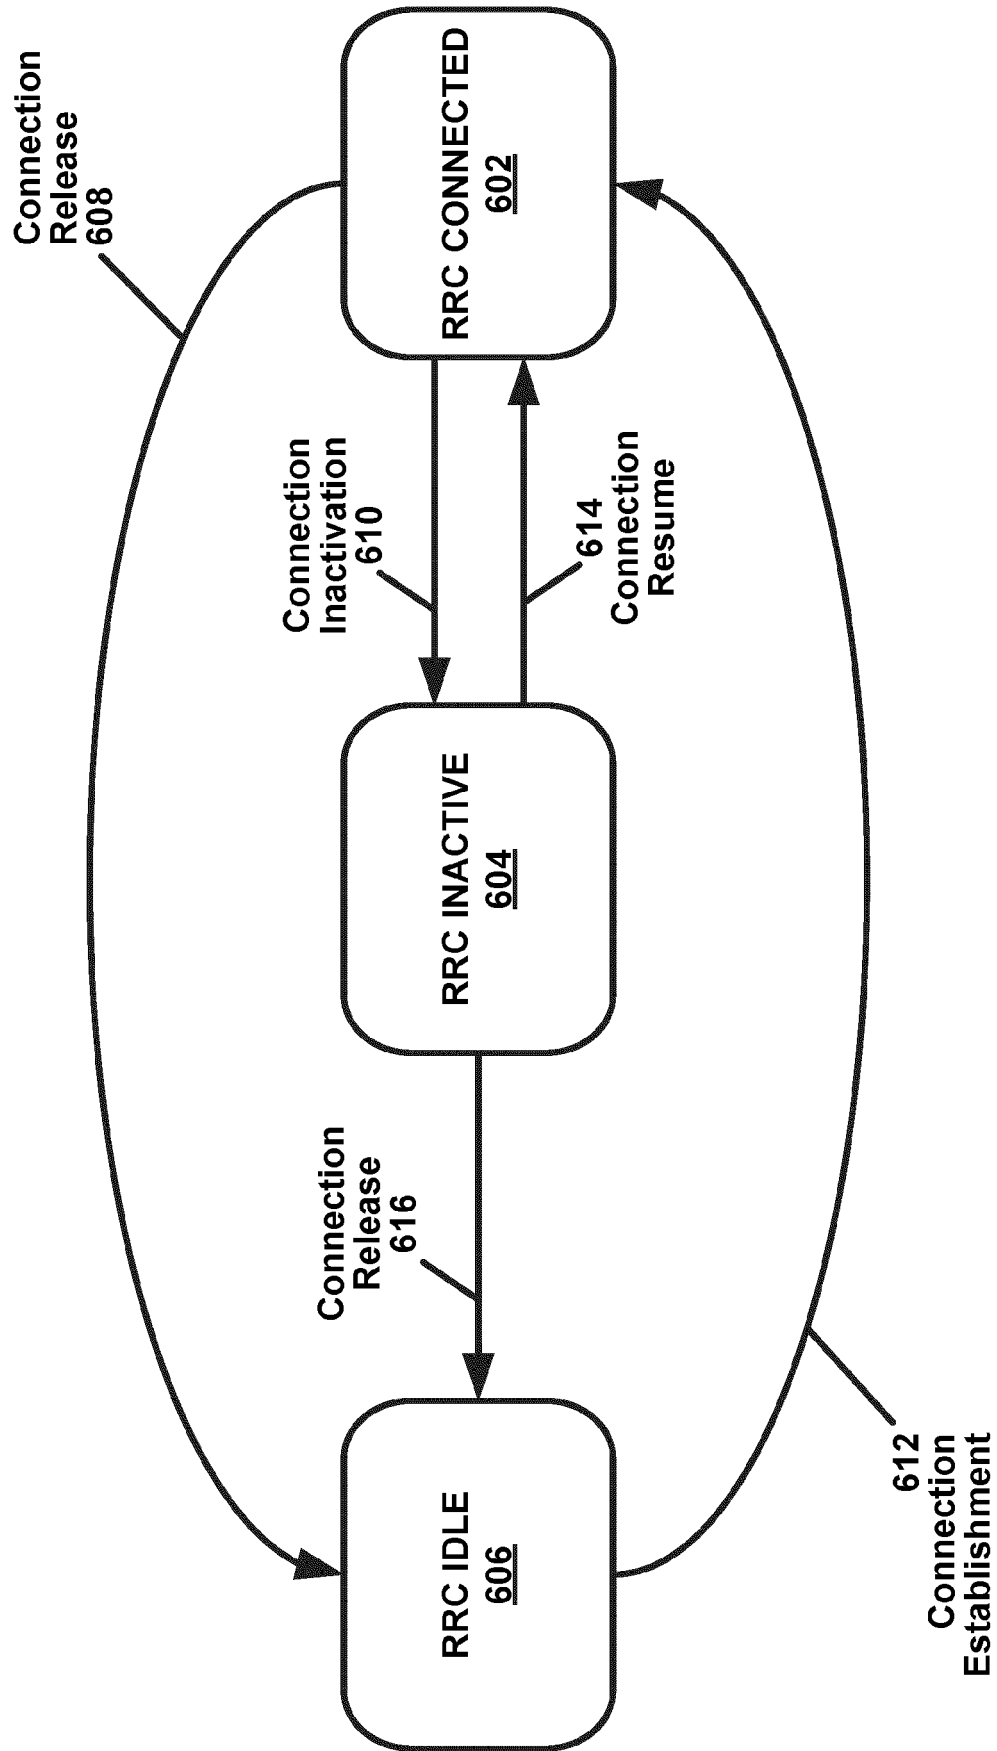 Connection
Release
608
RRC CONNECTED
602
Connection
Inactivation
610
614
Connection
Resume
RRC INACTIVE
604
Connection
Release
616
RRC IDLE
606
612
Connection
Establishment